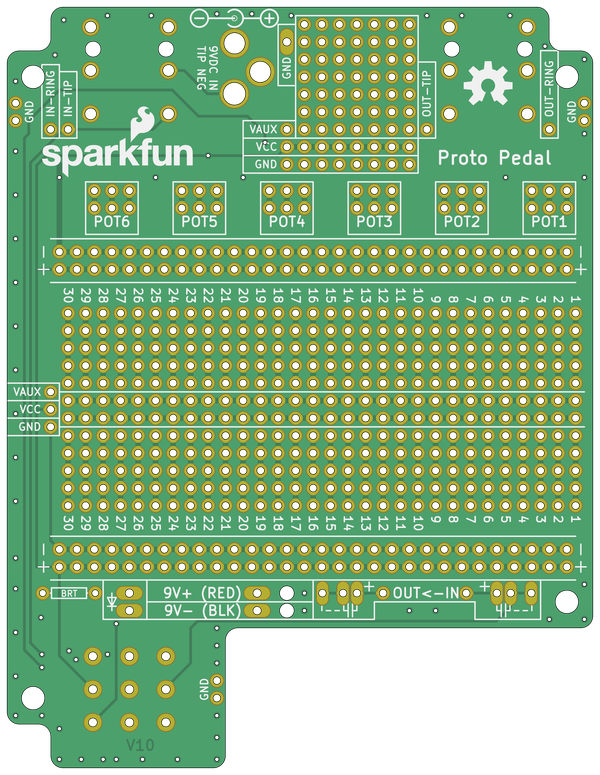 − +
9VDC IN
TIP NEG
GND
GND
IN-RING
IN-TIP
OUT-TIP
OUT-RING
GND
VAUX
VCC
GND
sparkfun
Proto Pedal
POT6 POT5 POT4 POT3 POT2 POT1
− −
+ +
30 29 28 27 26 25 24 23 22 21 20 19 18 17 16 15 14 13 12 11 10 9 8 7 6 5 4 3 2 1
VAUX
VCC
GND
30 29 28 27 26 25 24 23 22 21 20 19 18 17 16 15 14 13 12 11 10 9 8 7 6 5 4 3 2 1
− −
+ +
BRT
9V+ (RED)
9V- (BLK)
+ OUT<-IN +
GND
V10